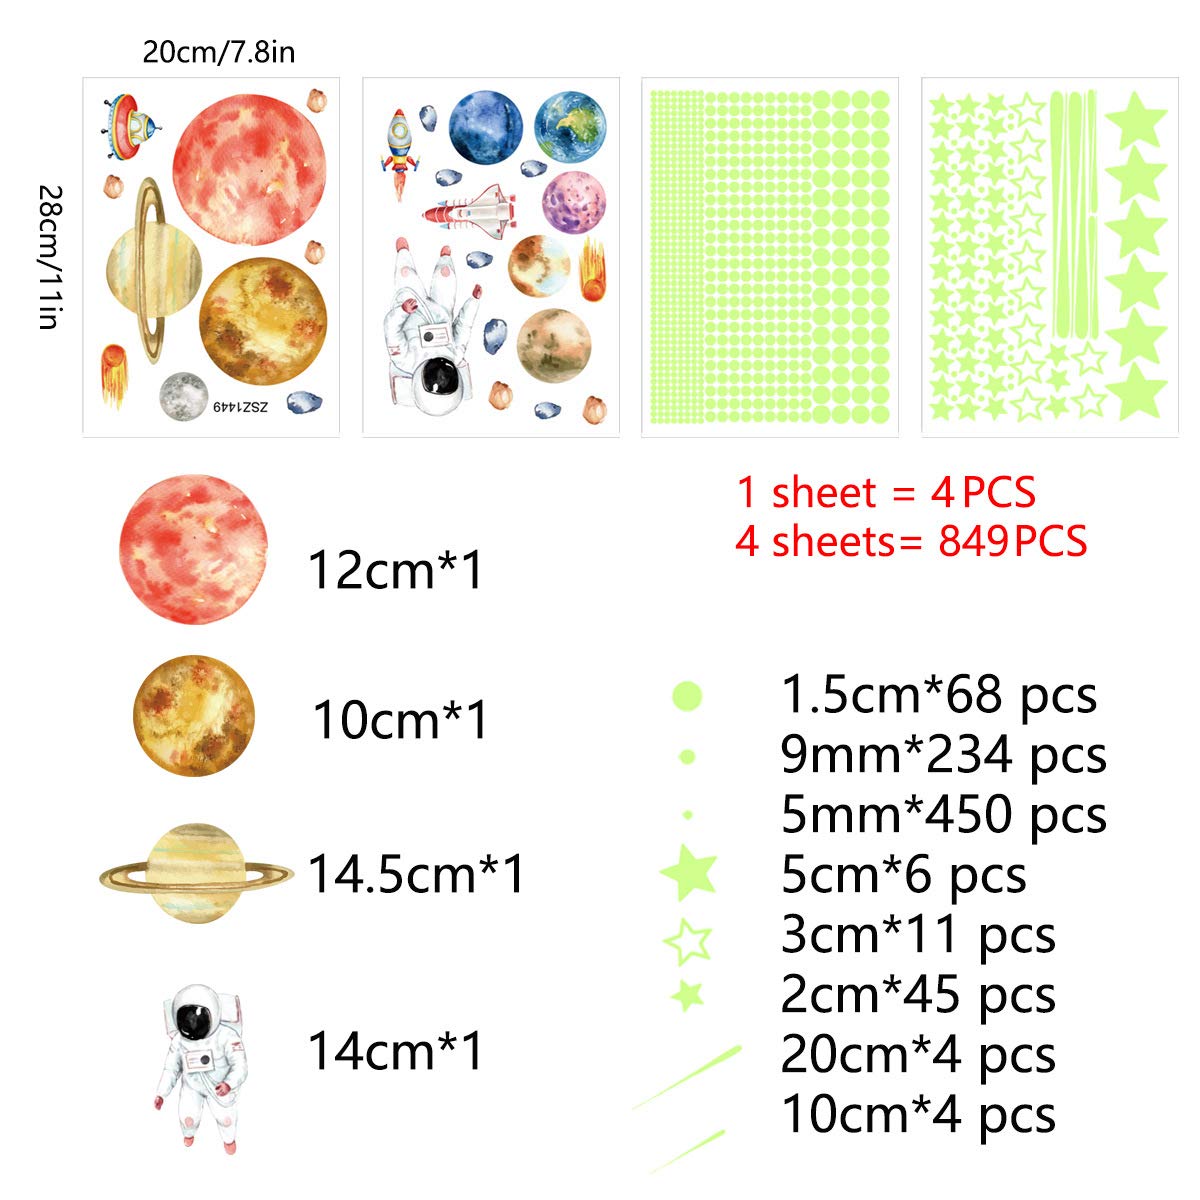 20cm/7.8in
28cm/11in
ZSZ1449
1 sheet = 4PCS
4 sheets= 849PCS
12cm*1
10cm*1
14.5cm*1
14cm*1
1.5cm*68 pcs
9mm*234 pcs
5mm*450 pcs
5cm*6 pcs
3cm*11 pcs
2cm*45 pcs
20cm*4 pcs
10cm*4 pcs